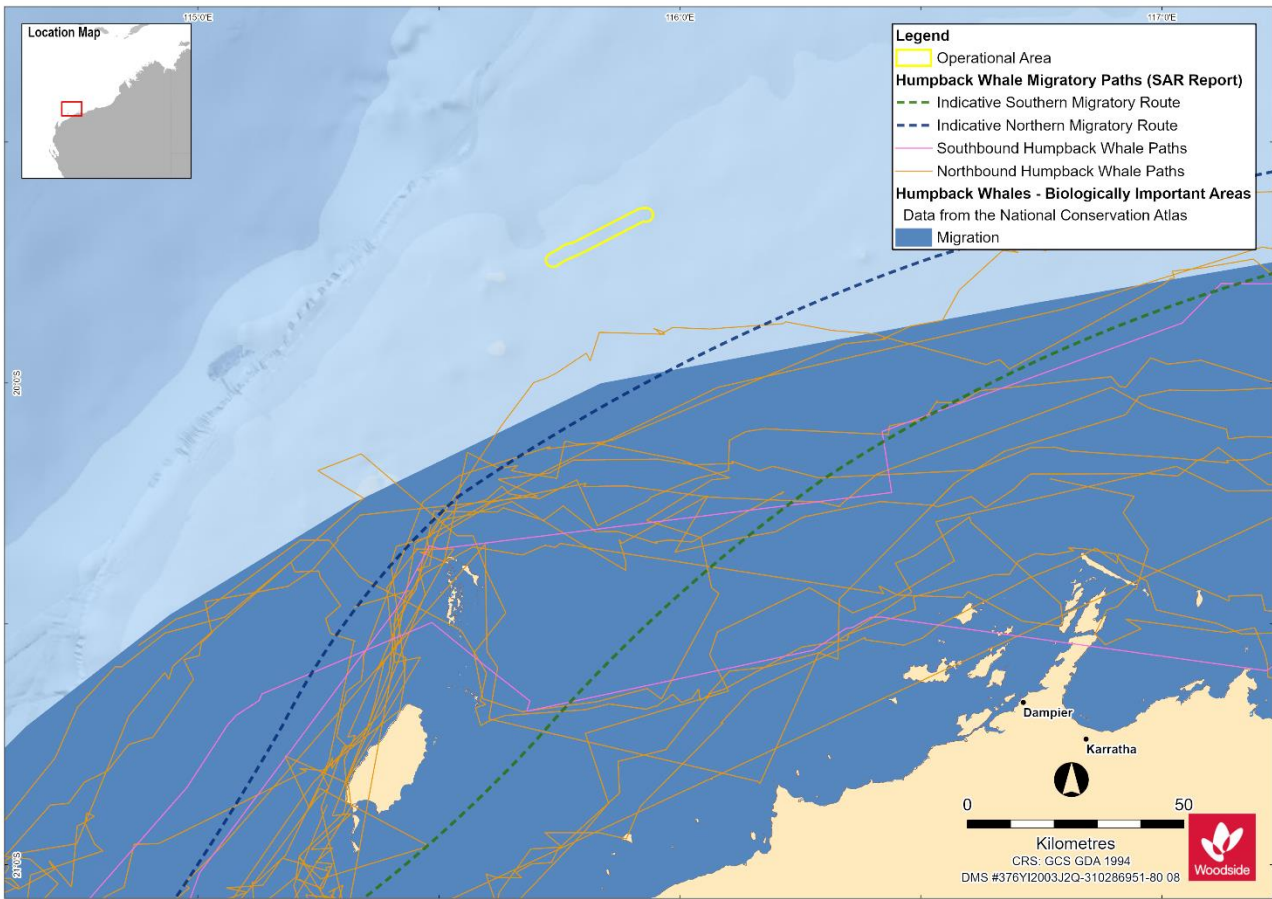 115°0'E
116°0'E
117°0'E
Location Map
Legend
Operational Area
Humpback Whale Migratory Paths (SAR Report)
Indicative Southern Migratory Route
Indicative Northern Migratory Route
Southbound Humpback Whale Paths
Northbound Humpback Whale Paths
Humpback Whales - Biologically Important Areas
Data from the National Conservation Atlas
Migration
20°0'S
21°0'S
Dampier
Karratha
0 50
Kilometres
CRS: GCS GDA 1994
DMS #376YI2003J2Q-310286951-80 08
Woodside